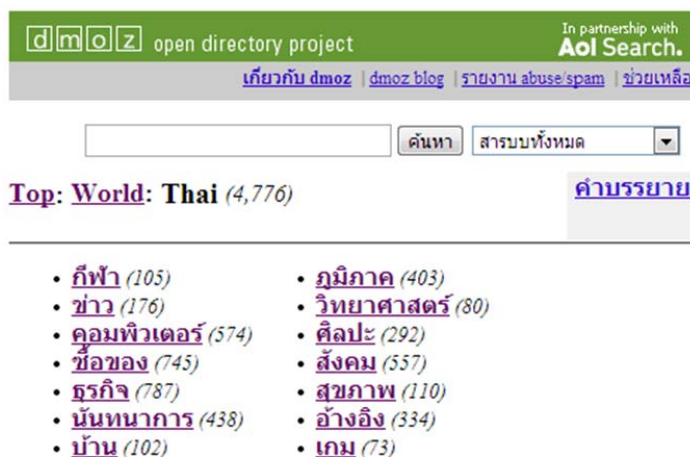 dmoz open directory project In partnership with
Aol Search.
เกี่ยวกับ dmoz | dmoz blog | รายงาน abuse/spam | ช่วยเหลือ
ค้นหา สารบบทั้งหมด
Top: World: Thai (4,776) คำบรรยาย
กีฬา (105)
ข่าว (176)
คอมพิวเตอร์ (574)
ซื้อของ (745)
ธุรกิจ (787)
นันทนาการ (438)
บ้าน (102)
ภูมิภาค (403)
วิทยาศาสตร์ (80)
ศิลปะ (292)
สังคม (557)
สุขภาพ (110)
อ้างอิง (334)
เกม (73)